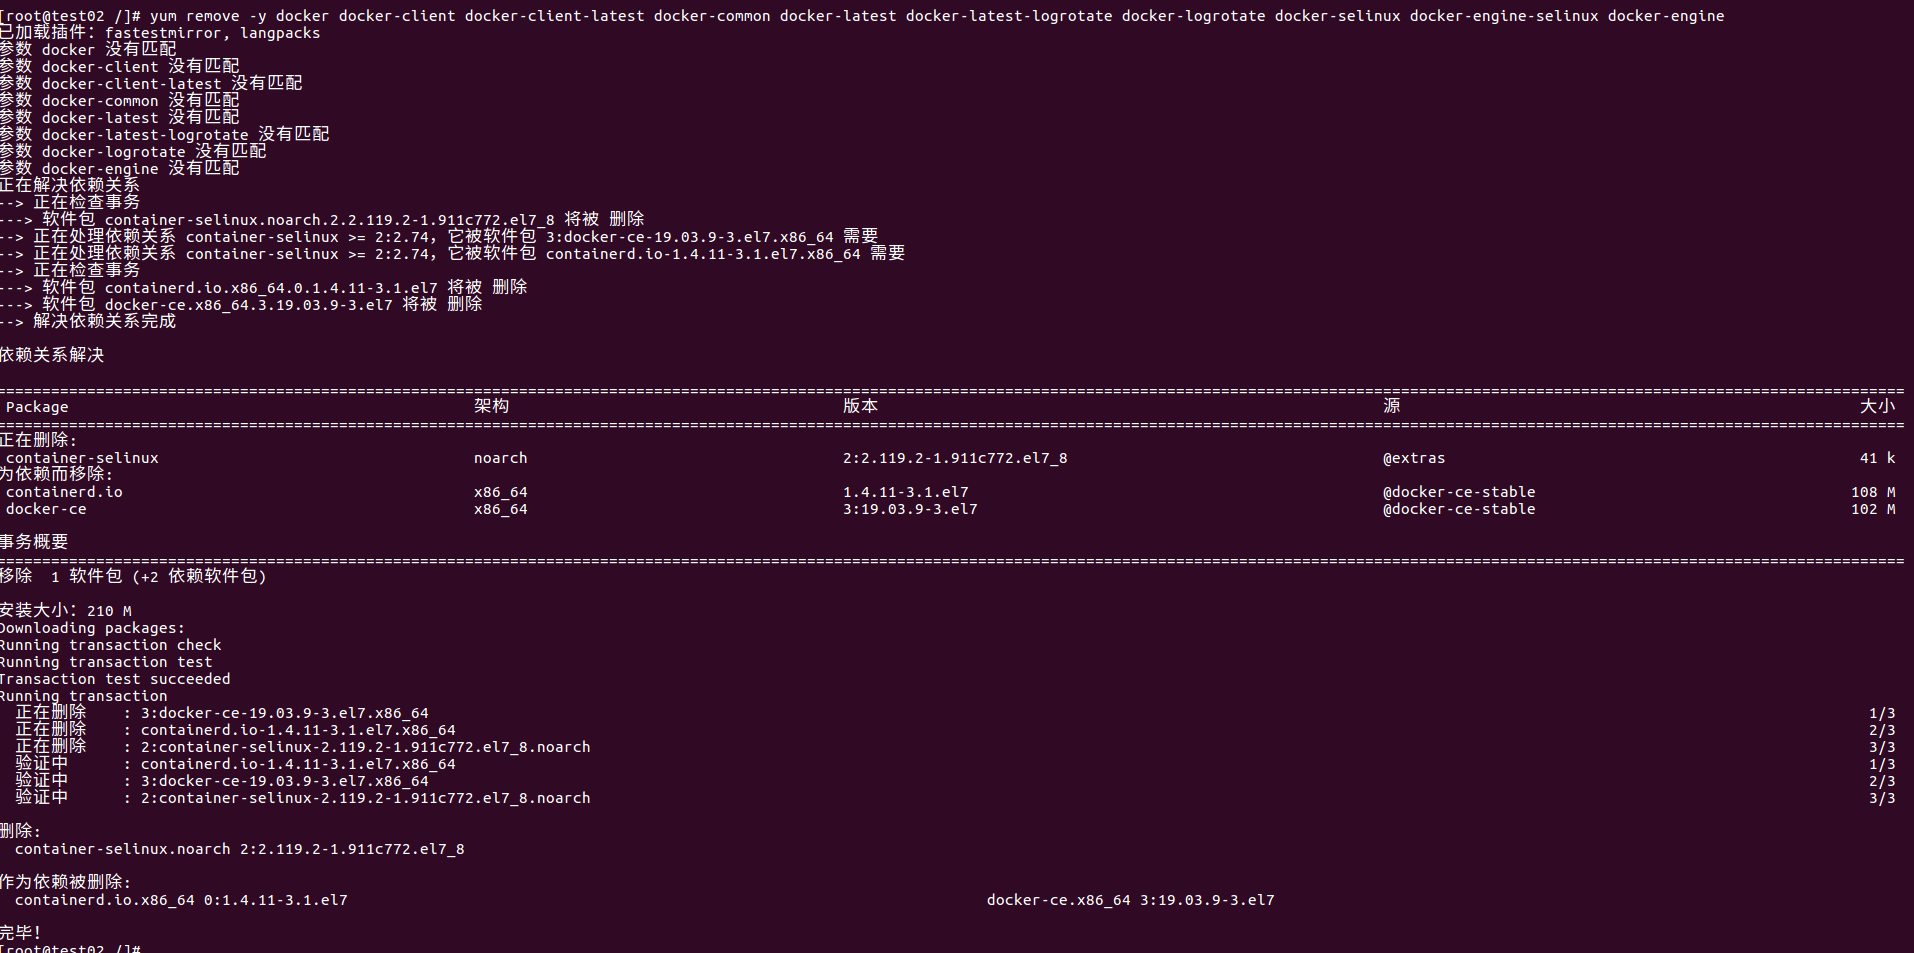 [root@test02 /]# yum remove -y docker docker-client docker-client-latest docker-common docker-latest docker-latest-logrotate docker-logrotate docker-selinux docker-engine-selinux docker-engine
已加载插件：fastestmirror, langpacks
参数 docker 没有匹配
参数 docker-client 没有匹配
参数 docker-client-latest 没有匹配
参数 docker-common 没有匹配
参数 docker-latest 没有匹配
参数 docker-latest-logrotate 没有匹配
参数 docker-logrotate 没有匹配
参数 docker-engine 没有匹配
正在解决依赖关系
--> 正在检查事务
---> 软件包 container-selinux.noarch.2.2.119.2-1.911c772.el7_8 将被 删除
--> 正在处理依赖关系 container-selinux >= 2:2.74，它被软件包 3:docker-ce-19.03.9-3.el7.x86_64 需要
--> 正在处理依赖关系 container-selinux >= 2:2.74，它被软件包 containerd.io-1.4.11-3.1.el7.x86_64 需要
--> 正在检查事务
---> 软件包 containerd.io.x86_64.0.1.4.11-3.1.el7 将被 删除
---> 软件包 docker-ce.x86_64.3.19.03.9-3.el7 将被 删除
--> 解决依赖关系完成
依赖关系解决
Package 架构 版本 源 大小
正在删除:
container-selinux noarch 2:2.119.2-1.911c772.el7_8 @extras 41 k
为依赖而移除:
containerd.io x86_64 1.4.11-3.1.el7 @docker-ce-stable 108 M
docker-ce x86_64 3:19.03.9-3.el7 @docker-ce-stable 102 M
事务概要
移除  1 软件包 (+2 依赖软件包)
安装大小：210 M
Downloading packages:
Running transaction check
Running transaction test
Transaction test succeeded
Running transaction
正在删除    : 3:docker-ce-19.03.9-3.el7.x86_64 1/3
正在删除    : containerd.io-1.4.11-3.1.el7.x86_64 2/3
正在删除    : 2:container-selinux-2.119.2-1.911c772.el7_8.noarch 3/3
验证中      : containerd.io-1.4.11-3.1.el7.x86_64 1/3
验证中      : 3:docker-ce-19.03.9-3.el7.x86_64 2/3
验证中      : 2:container-selinux-2.119.2-1.911c772.el7_8.noarch 3/3
删除:
container-selinux.noarch 2:2.119.2-1.911c772.el7_8
作为依赖被删除:
containerd.io.x86_64 0:1.4.11-3.1.el7 docker-ce.x86_64 3:19.03.9-3.el7
完毕！
[root@test02 /]#